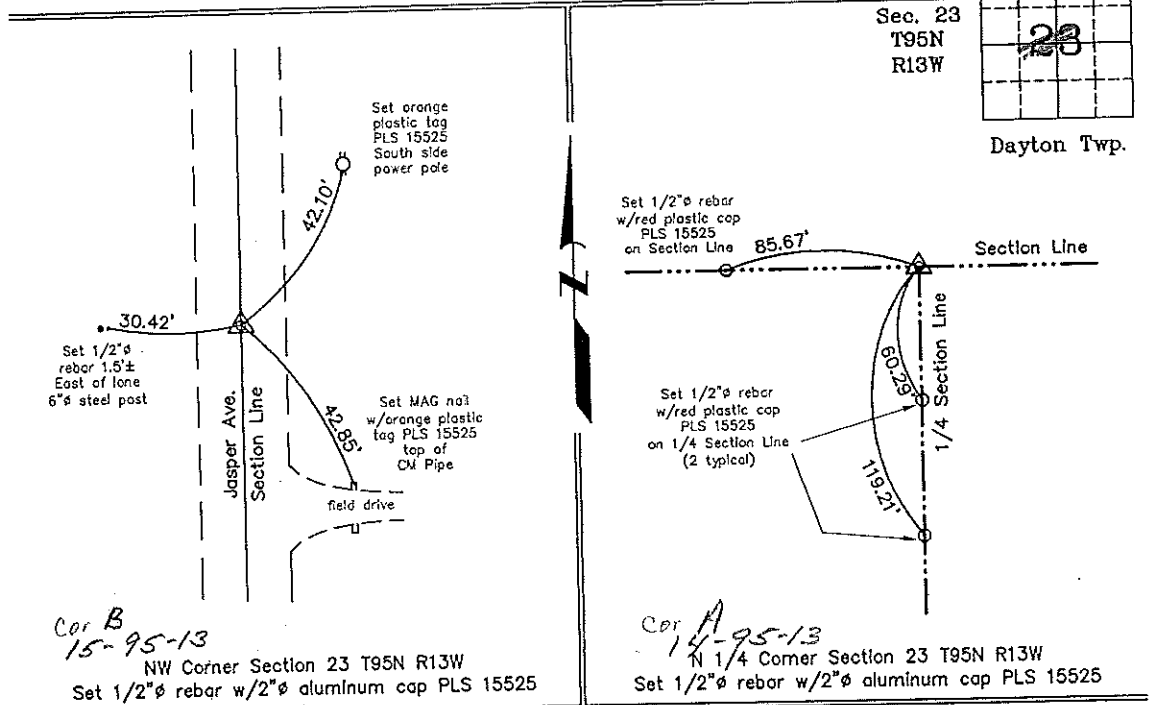 Sec. 23
T95N
R13W
23
Dayton Twp.
Set orange
plastic tag
PLS 15525
South side
power pole
42.10'
30.42'
Set 1/2"ø
rebar 1.5'±
East of lone
6"ø steel post
Jasper Ave.
Section Line
Set MAG nail
w/orange plastic
tag PLS 15525
top of
CM Pipe
42.85'
field drive
Cor B
15-95-13
NW Corner Section 23 T95N R13W
Set 1/2"ø rebar w/2"ø aluminum cap PLS 15525
Set 1/2"ø rebar
w/red plastic cap
PLS 15525
on Section Line
85.67'
Section Line
1/4 Section Line
60.29'
Set 1/2"ø rebar
w/red plastic cap
PLS 15525
on 1/4 Section Line
(2 typical)
119.21'
Cor A
14-95-13
N 1/4 Corner Section 23 T95N R13W
Set 1/2"ø rebar w/2"ø aluminum cap PLS 15525